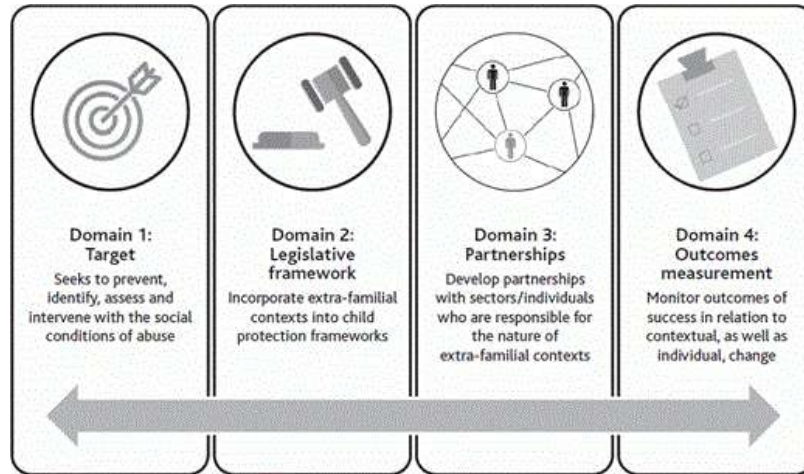 Domain 1:
Target
Seeks to prevent,
identify, assess and
intervene with the social
conditions of abuse
Domain 2:
Legislative
framework
Incorporate extra-familial
contexts into child
protection frameworks
Domain 3:
Partnerships
Develop partnerships
with sectors/individuals
who are responsible for
the nature of
extra-familial contexts
Domain 4:
Outcomes
measurement
Monitor outcomes of
success in relation to
contextual, as well as
individual, change